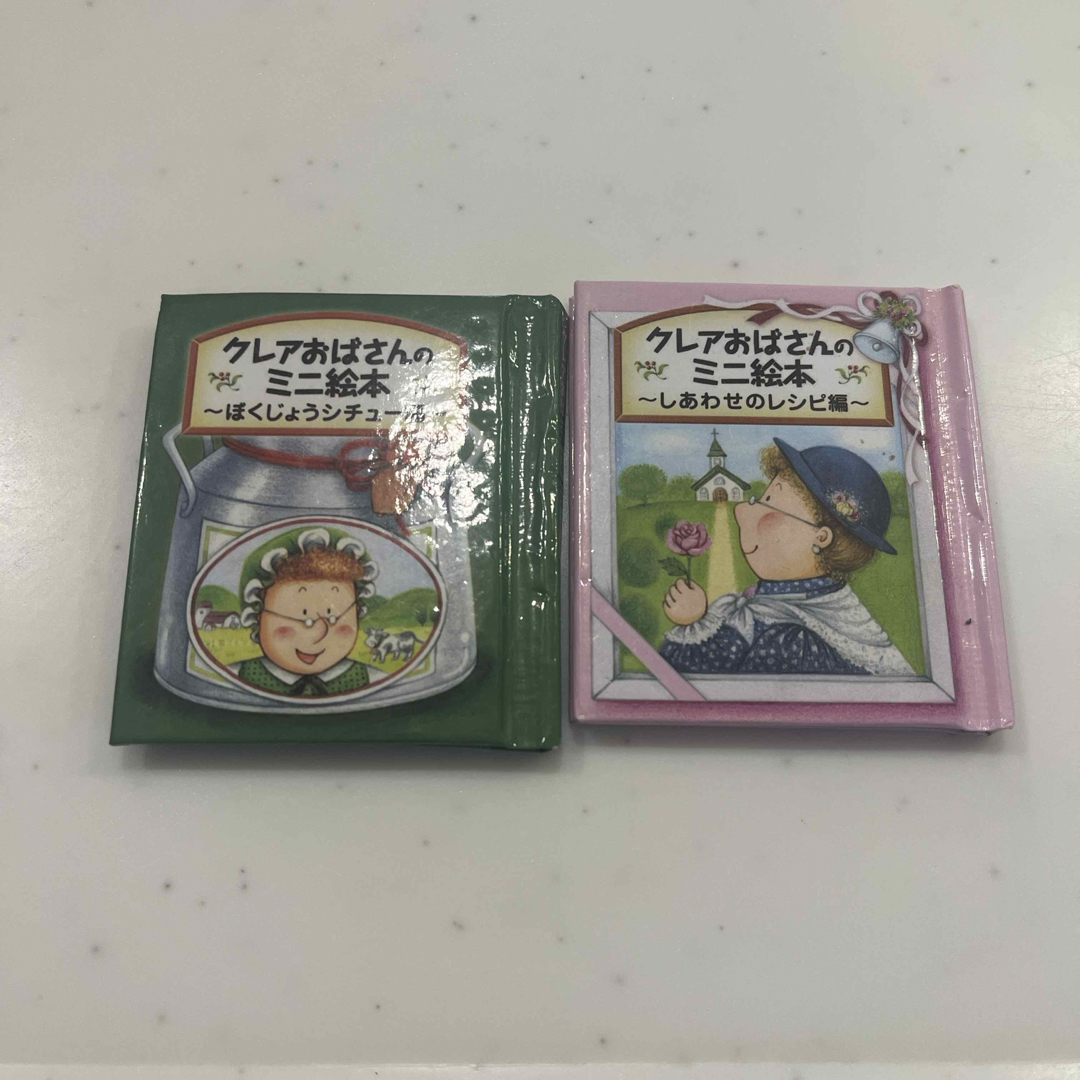 クレアおばさんの
ミニ絵本
～ぼくじょうシチュー編～
クレアおばさんの
ミニ絵本
～しあわせのレシピ編～